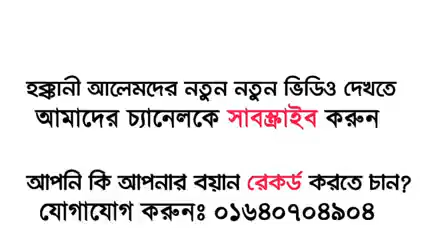 হক্কানী আলেমদের নতুন নতুন ভিডিও দেখতে
আমাদের চ্যানেলকে সাবস্ক্রাইব করুন
আপনি কি আপনার বয়ান রেকর্ড করতে চান?
যোগাযোগ করুনঃ ০১৬৪০৭০৪৯০৪